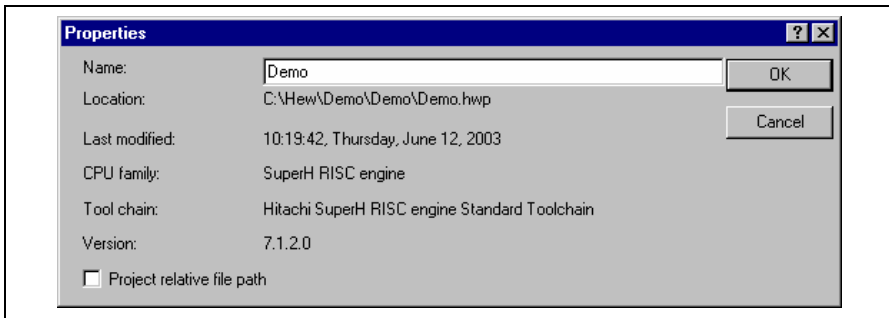 Properties
Name: Demo OK
Location: C:\Hew\Demo\Demo\Demo.hwp
Cancel
Last modified: 10:19:42, Thursday, June 12, 2003
CPU family: SuperH RISC engine
Tool chain: Hitachi SuperH RISC engine Standard Toolchain
Version: 7.1.2.0
Project relative file path